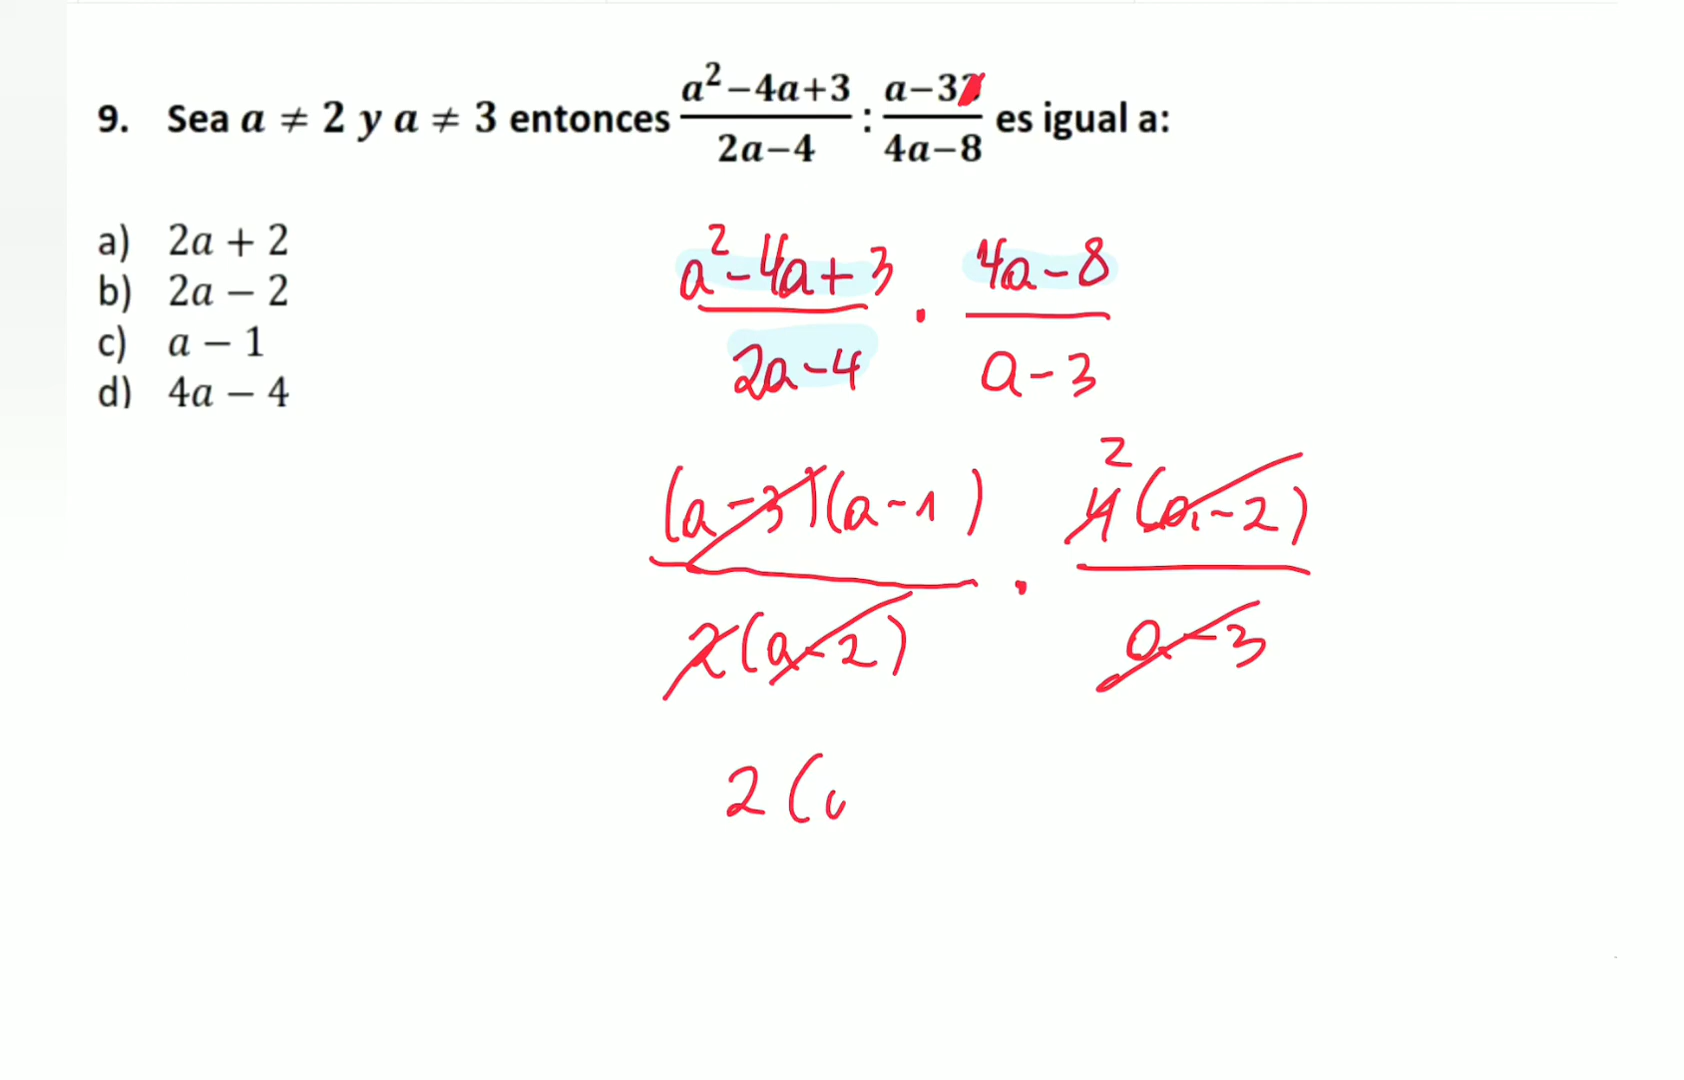 9. Sea a ≠ 2 y a ≠ 3 entonces a²−4a+3 / 2a−4 : a−3 / 4a−8 es igual a:
a) 2a + 2
b) 2a − 2
c) a − 1
d) 4a − 4
a²-4a+3 / 2a-4 · 4a-8 / a-3
(a-3)(a-1) / 2(a-2) · 2 4(a-2) / a-3
2(